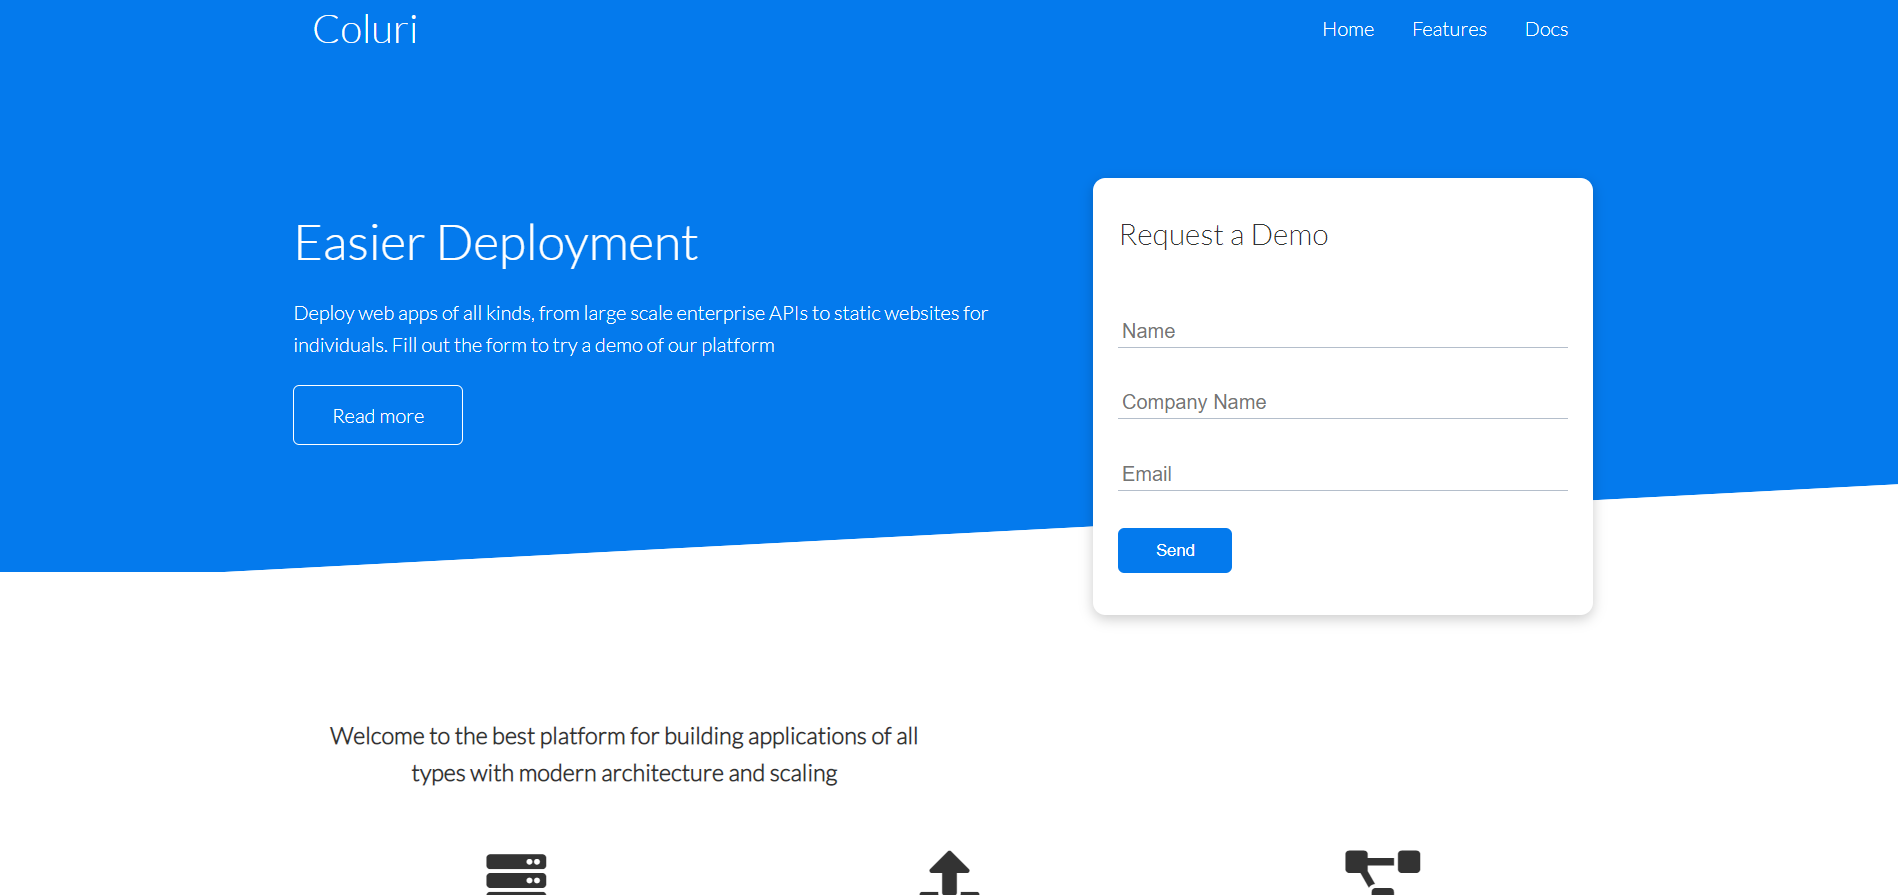 Coluri
Home Features Docs
Easier Deployment
Deploy web apps of all kinds, from large scale enterprise APIs to static websites for
individuals. Fill out the form to try a demo of our platform
Read more
Request a Demo
Name
Company Name
Email
Send
Welcome to the best platform for building applications of all
types with modern architecture and scaling